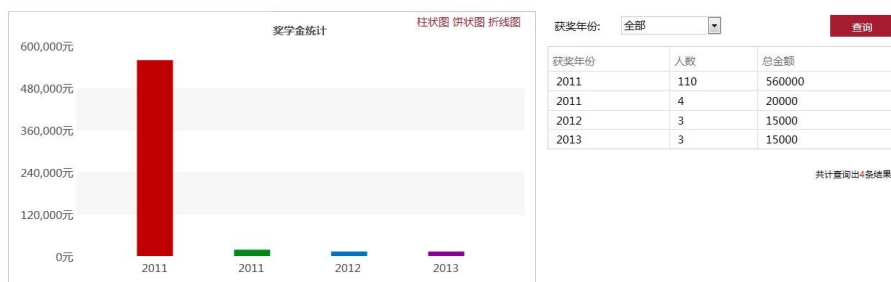 奖学金统计
柱状图 饼状图 折线图
600,000元
480,000元
360,000元
240,000元
120,000元
0元
2011 2011 2012 2013
获奖年份: 全部 查询
获奖年份 人数 总金额
2011 110 560000
2011 4 20000
2012 3 15000
2013 3 15000
共计查询出4条结果